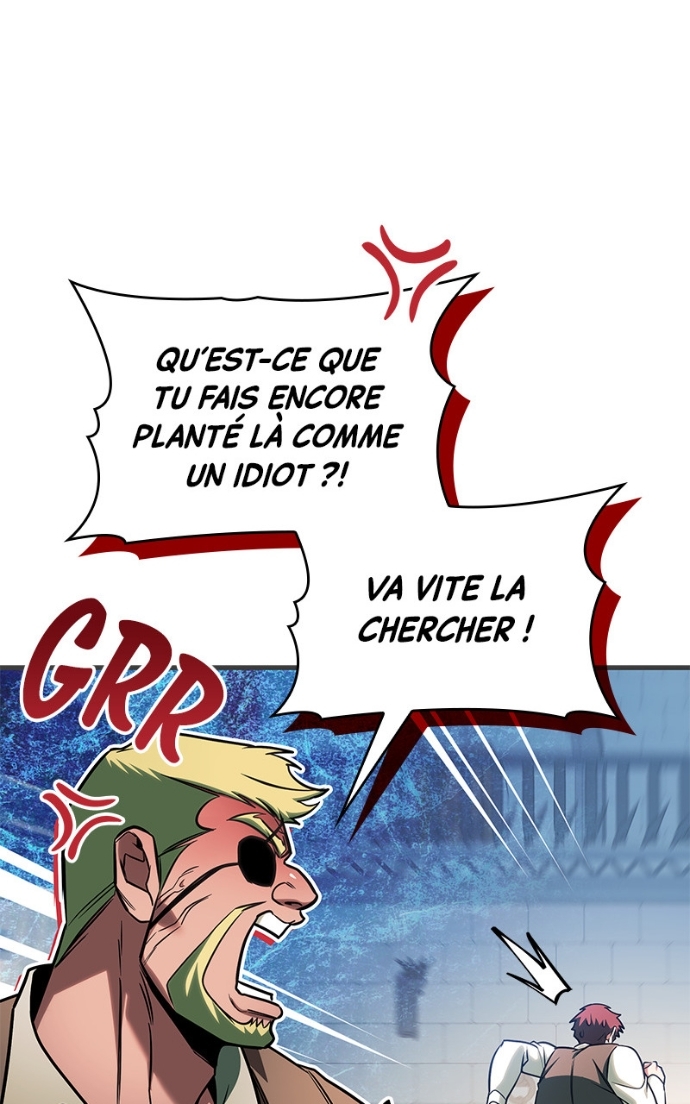 QU'EST-CE QUE
TU FAIS ENCORE
PLANTÉ LÀ COMME
UN IDIOT ?!
VA VITE LA
CHERCHER !
GRR